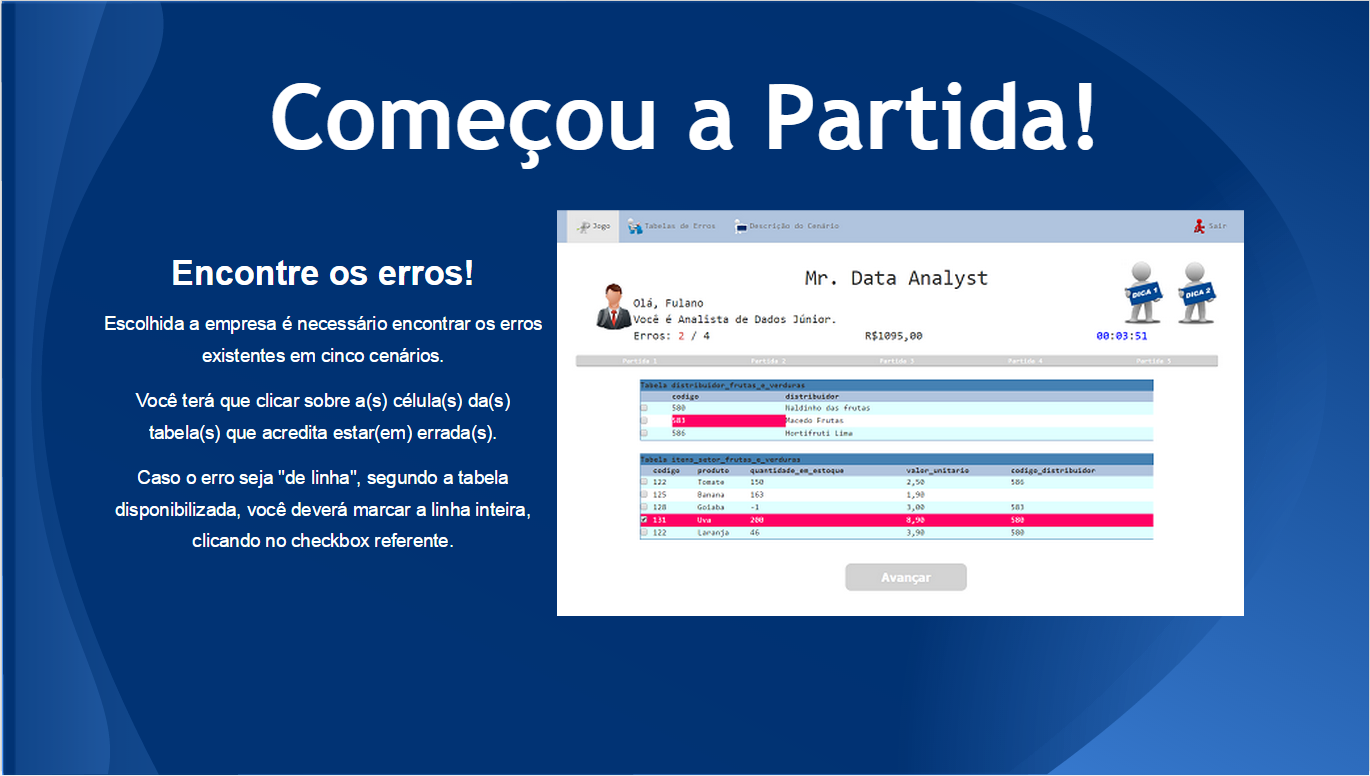 Começou a Partida!
Encontre os erros!
Escolhida a empresa é necessário encontrar os erros
existentes em cinco cenários.
Você terá que clicar sobre a(s) célula(s) da(s)
tabela(s) que acredita estar(em) errada(s).
Caso o erro seja "de linha", segundo a tabela
disponibilizada, você deverá marcar a linha inteira,
clicando no checkbox referente.
Jogo Tabelas de Erros Descrição do Cenário Sair
Mr. Data Analyst
DICA 1 DICA 2
Olá, Fulano
Você é Analista de Dados Júnior.
Erros: 2 / 4 R$1095,00 00:03:51
Partida 1 Partida 2 Partida 3 Partida 4 Partida 5
Tabela distribuidor_frutas_e_verduras
codigo distribuidor
580 Naldinho das frutas
583 Macedo Frutas
586 Hortifruti Lima
Tabela itens_setor_frutas_e_verduras
codigo produto quantidade_em_estoque valor_unitario codigo_distribuidor
122 Tomate 150 2,50 586
125 Banana 163 1,90
128 Goiaba -1 3,00 583
131 Uva 200 8,90 580
122 Laranja 46 3,90 580
Avançar